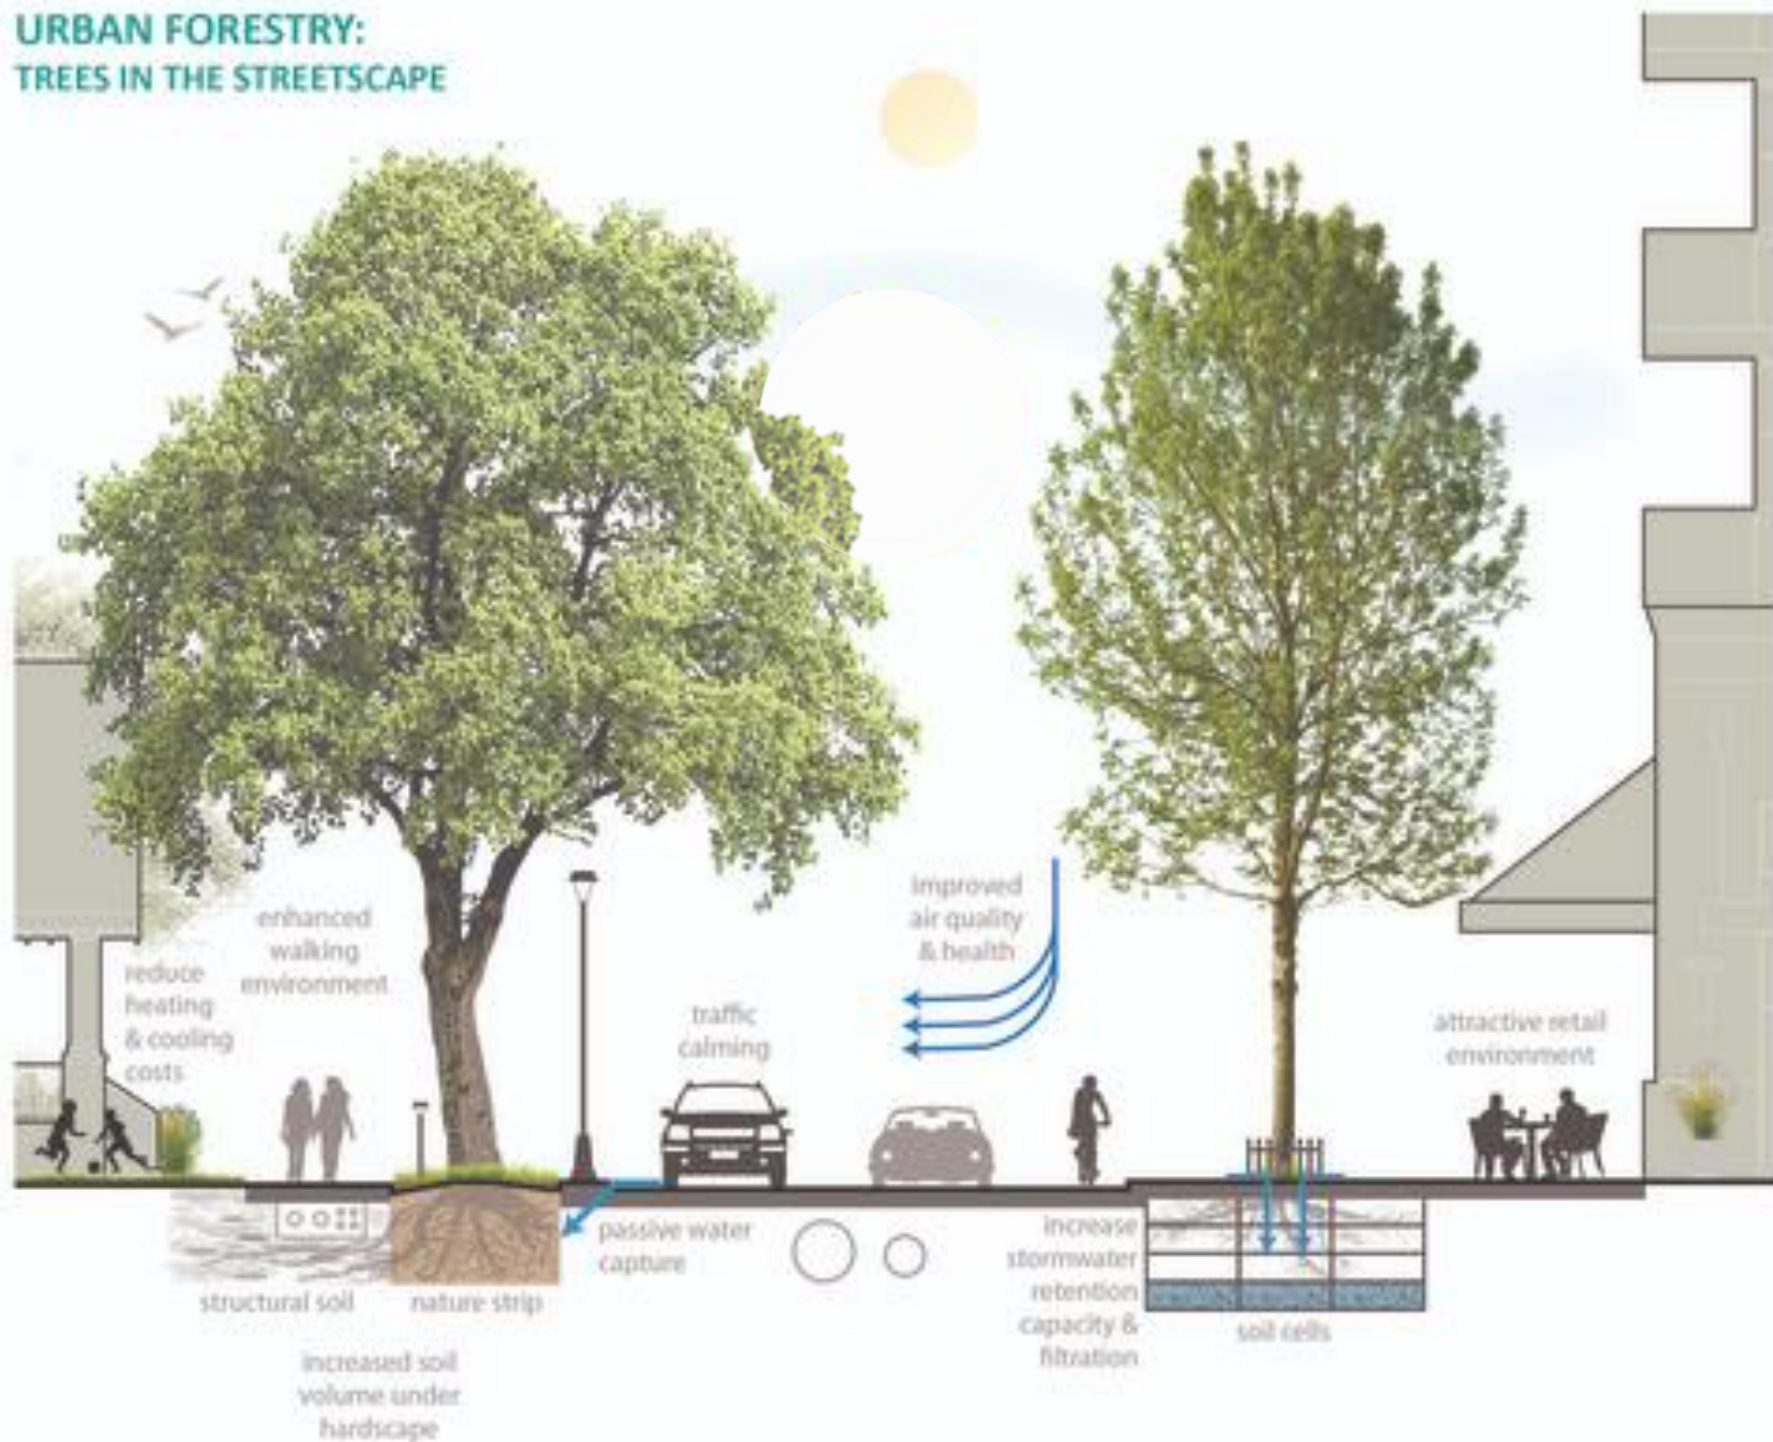 URBAN FORESTRY:
TREES IN THE STREETSCAPE
improved
air quality
& health
enhanced
walking
environment
reduce
heating
& cooling
costs
traffic
calming
attractive retail
environment
passive water
capture
increase
stormwater
retention
capacity &
filtration
structural soil
nature strip
soil cells
increased soil
volume under
hardscape